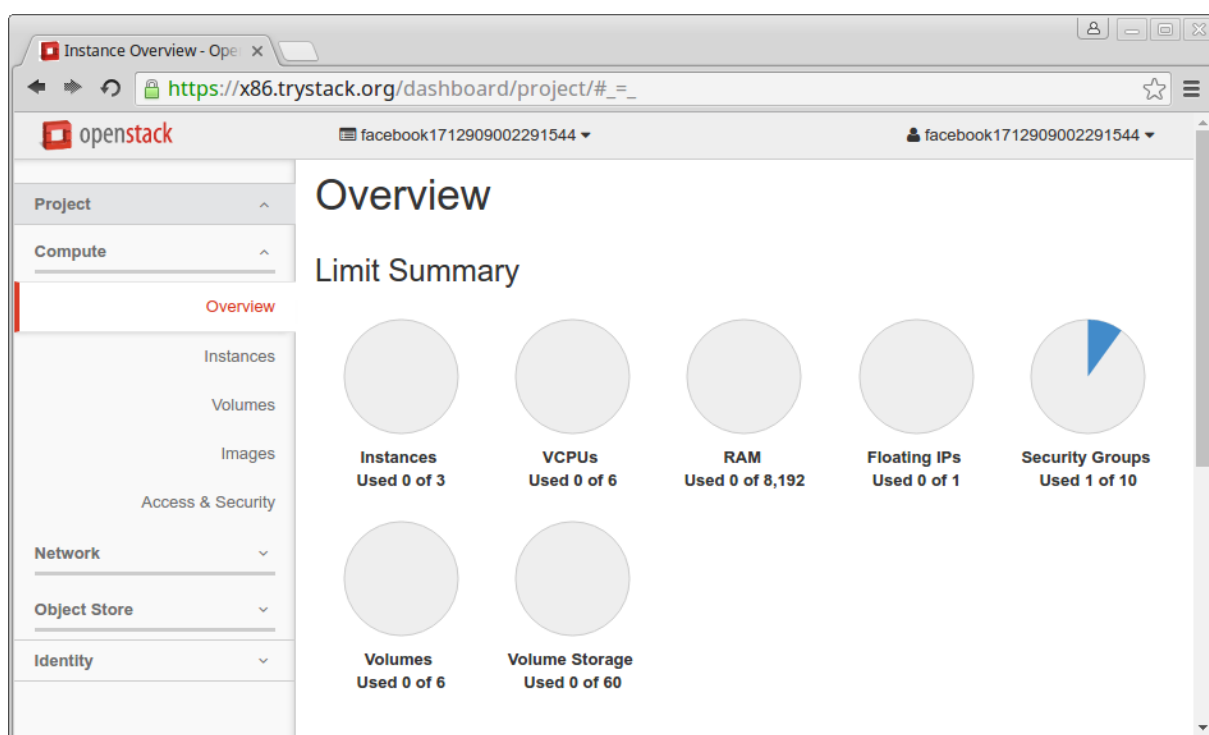 Instance Overview - Ope
https://x86.trystack.org/dashboard/project/#_=_
openstack
facebook1712909002291544
facebook1712909002291544
Project
Compute
Overview
Instances
Volumes
Images
Access & Security
Network
Object Store
Identity
Overview
Limit Summary
Instances
Used 0 of 3
VCPUs
Used 0 of 6
RAM
Used 0 of 8,192
Floating IPs
Used 0 of 1
Security Groups
Used 1 of 10
Volumes
Used 0 of 6
Volume Storage
Used 0 of 60